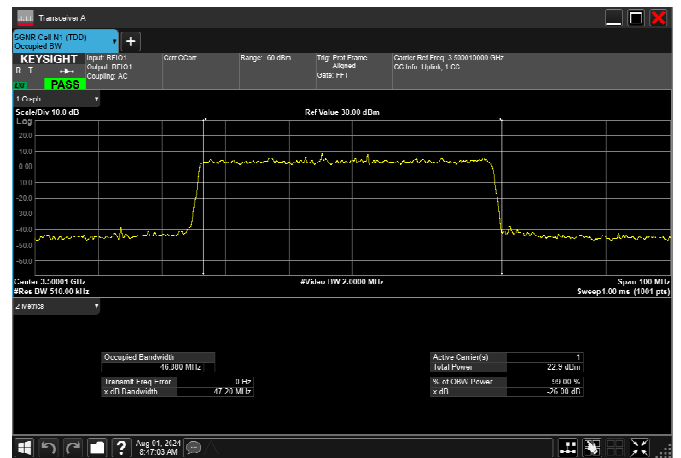 Transceiver A
5GNR Cell N1 (TDD)
Occupied BW
KEYSIGHT
R T
PASS
Input: RFIO1
Output: RFIO1
Coupling: AC
Corr CCorr
Range: 60 dBm
Trig: Prdt Frame
Aligned
Gate: FFT
Carrier Ref Freq: 3.500010000 GHz
CC Info: Uplink, 1 CC
1 Graph
Scale/Div 10.0 dB
Ref Value 30.00 dBm
Log
20.0
10.0
0.00
-10.0
-20.0
-30.0
-40.0
-50.0
-60.0
Center 3.50001 GHz
#Video BW 2.0000 MHz
Span 100 MHz
#Res BW 510.00 kHz
Sweep 1.00 ms (1001 pts)
2 Metrics
Occupied Bandwidth
MHz
Transmit Freq Error 0 Hz
x dB Bandwidth 47.20 MHz
Active Carrier(s) 1
Total Power 22.9 dBm
% of OBW Power 99.00 %
x dB -26.00 dB
Aug 01, 2024
8:47:03 AM